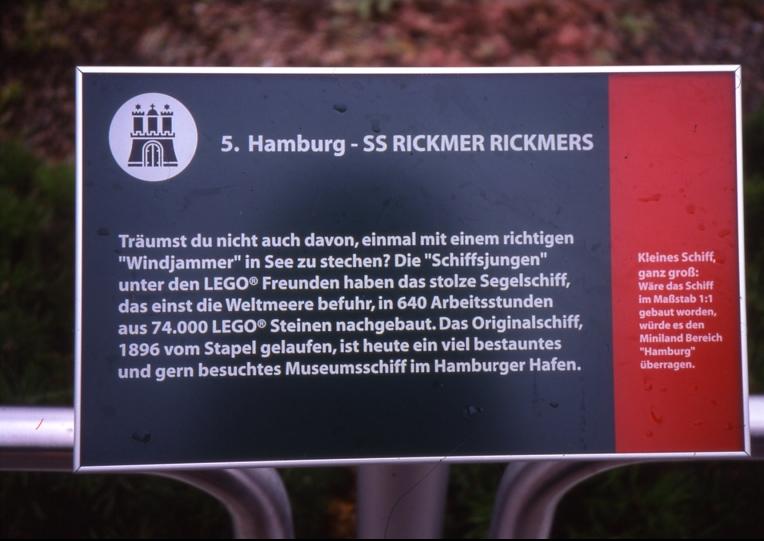 5. Hamburg - SS RICKMER RICKMERS
Träumst du nicht auch davon, einmal mit einem richtigen
"Windjammer" in See zu stechen? Die "Schiffsjungen"
unter den LEGO® Freunden haben das stolze Segelschiff,
das einst die Weltmeere befuhr, in 640 Arbeitsstunden
aus 74.000 LEGO® Steinen nachgebaut. Das Originalschiff,
1896 vom Stapel gelaufen, ist heute ein viel bestauntes
und gern besuchtes Museumsschiff im Hamburger Hafen.
Kleines Schiff,
ganz groß:
Wäre das Schiff
im Maßstab 1:1
gebaut worden,
würde es den
Miniland Bereich
"Hamburg"
überragen.